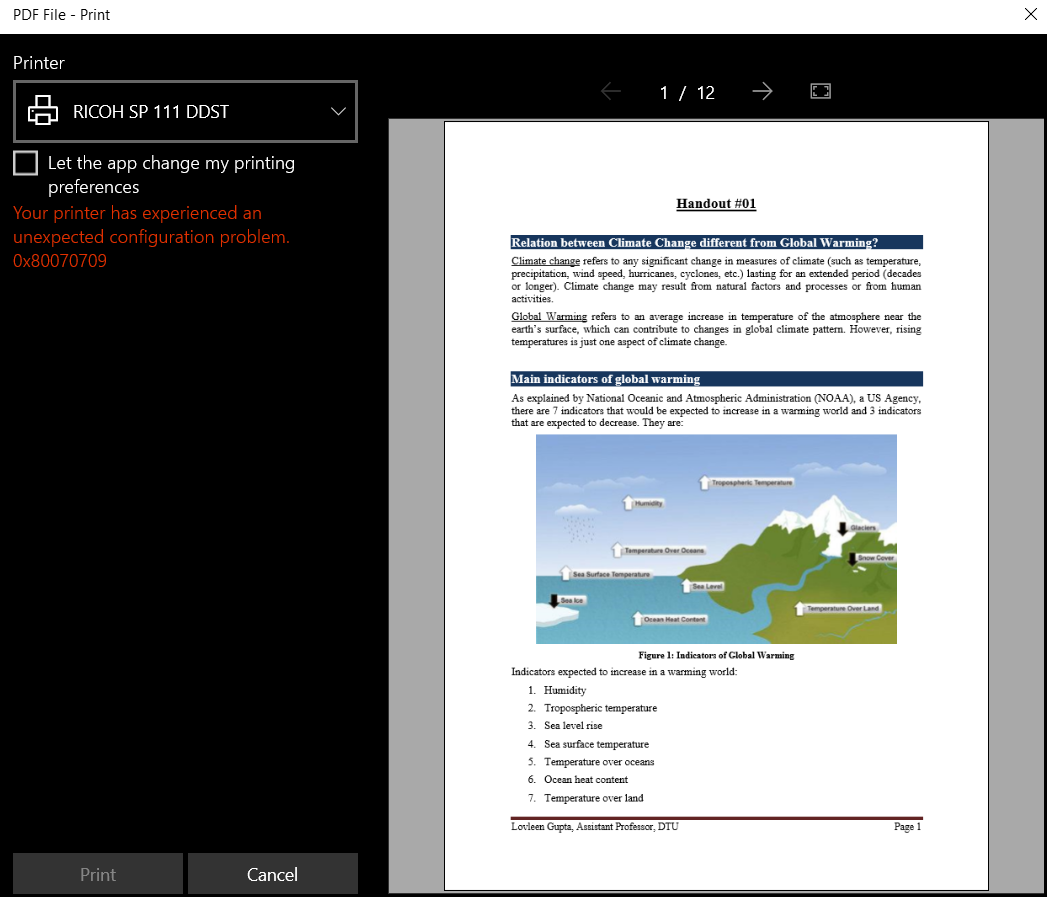 PDF File - Print
Printer
RICOH SP 111 DDST
Let the app change my printing
preferences
Your printer has experienced an
unexpected configuration problem.
0x80070709
Print
Cancel
1 / 12
Handout #01
Relation between Climate Change different from Global Warming?
Climate change refers to any significant change in measures of climate (such as temperature,
precipitation, wind speed, hurricanes, cyclones, etc.) lasting for an extended period (decades
or longer). Climate change may result from natural factors and processes or from human
activities.
Global Warming refers to an average increase in temperature of the atmosphere near the
earth's surface, which can contribute to changes in global climate pattern. However, rising
temperatures is just one aspect of climate change.
Main indicators of global warming
As explained by National Oceanic and Atmospheric Administration (NOAA), a US Agency,
there are 7 indicators that would be expected to increase in a warming world and 3 indicators
that are expected to decrease. They are:
Tropospheric Temperature
Humidity
Glaciers
Temperature Over Oceans
Snow Cover
Sea Surface Temperature
Sea Level
Sea Ice
Temperature Over Land
Ocean Heat Content
Figure 1: Indicators of Global Warming
Indicators expected to increase in a warming world:
1. Humidity
2. Tropospheric temperature
3. Sea level rise
4. Sea surface temperature
5. Temperature over oceans
6. Ocean heat content
7. Temperature over land
Lovleen Gupta, Assistant Professor, DTU Page 1